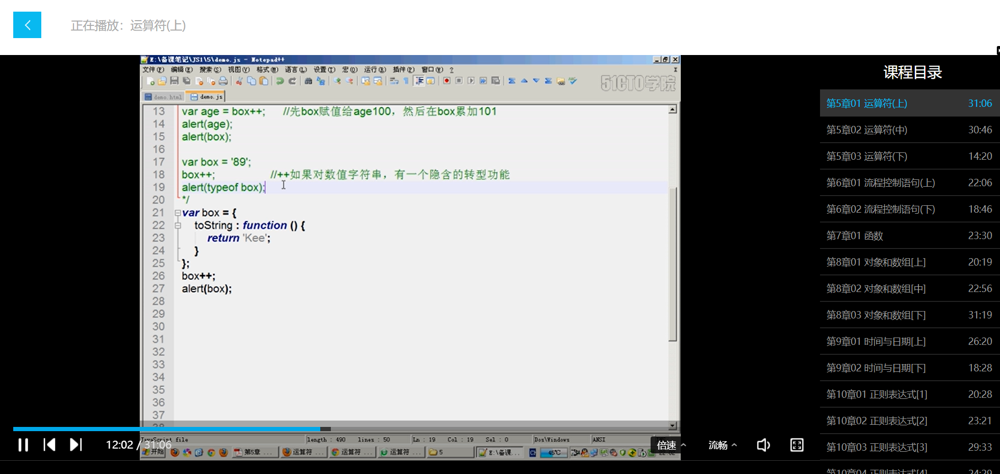 正在播放：运算符(上)
E:\备课笔记\JS1\5\demo.js - Notepad++
文件(F) 编辑(E) 搜索(S) 视图(V) 格式(M) 语言(L) 设置(T) 宏(O) 运行(R) 插件(P) 窗口(W) ?
X
51CTO学院
demo.html demo.js
13 var age = box++; //先box赋值给age100，然后在box累加101
14 alert(age);
15 alert(box);
16
17 var box = '89';
18 box++; //++如果对数值字符串，有一个隐含的转型功能
19 alert(typeof box);
20 */
21 var box = {
22 toString : function () {
23 return 'Kee';
24 }
25 };
26 box++;
27 alert(box);
28
29
30
31
32
33
34
35
36
37
38
JavaScript file length : 490 lines : 50 Ln : 19 Col : 19 Sel : 0 Dos\Windows ANSI
开始 第5章 ... 运算符 ... 运算符 ... 运算符 ... 5 E:\备课... 45℃
12:02 / 31:06
倍速 流畅
课程目录
第5章01 运算符(上) 31:06
第5章02 运算符(中) 30:46
第5章03 运算符(下) 14:20
第6章01 流程控制语句(上) 22:06
第6章02 流程控制语句(下) 18:46
第7章01 函数 23:30
第8章01 对象和数组[上] 20:19
第8章02 对象和数组[中] 22:56
第8章03 对象和数组[下] 31:19
第9章01 时间与日期[上] 26:20
第9章02 时间与日期[下] 18:28
第10章01 正则表达式[1] 20:28
第10章02 正则表达式[2] 23:21
第10章03 正则表达式[3] 29:33
第10章04 正则表达式[4] 24:29